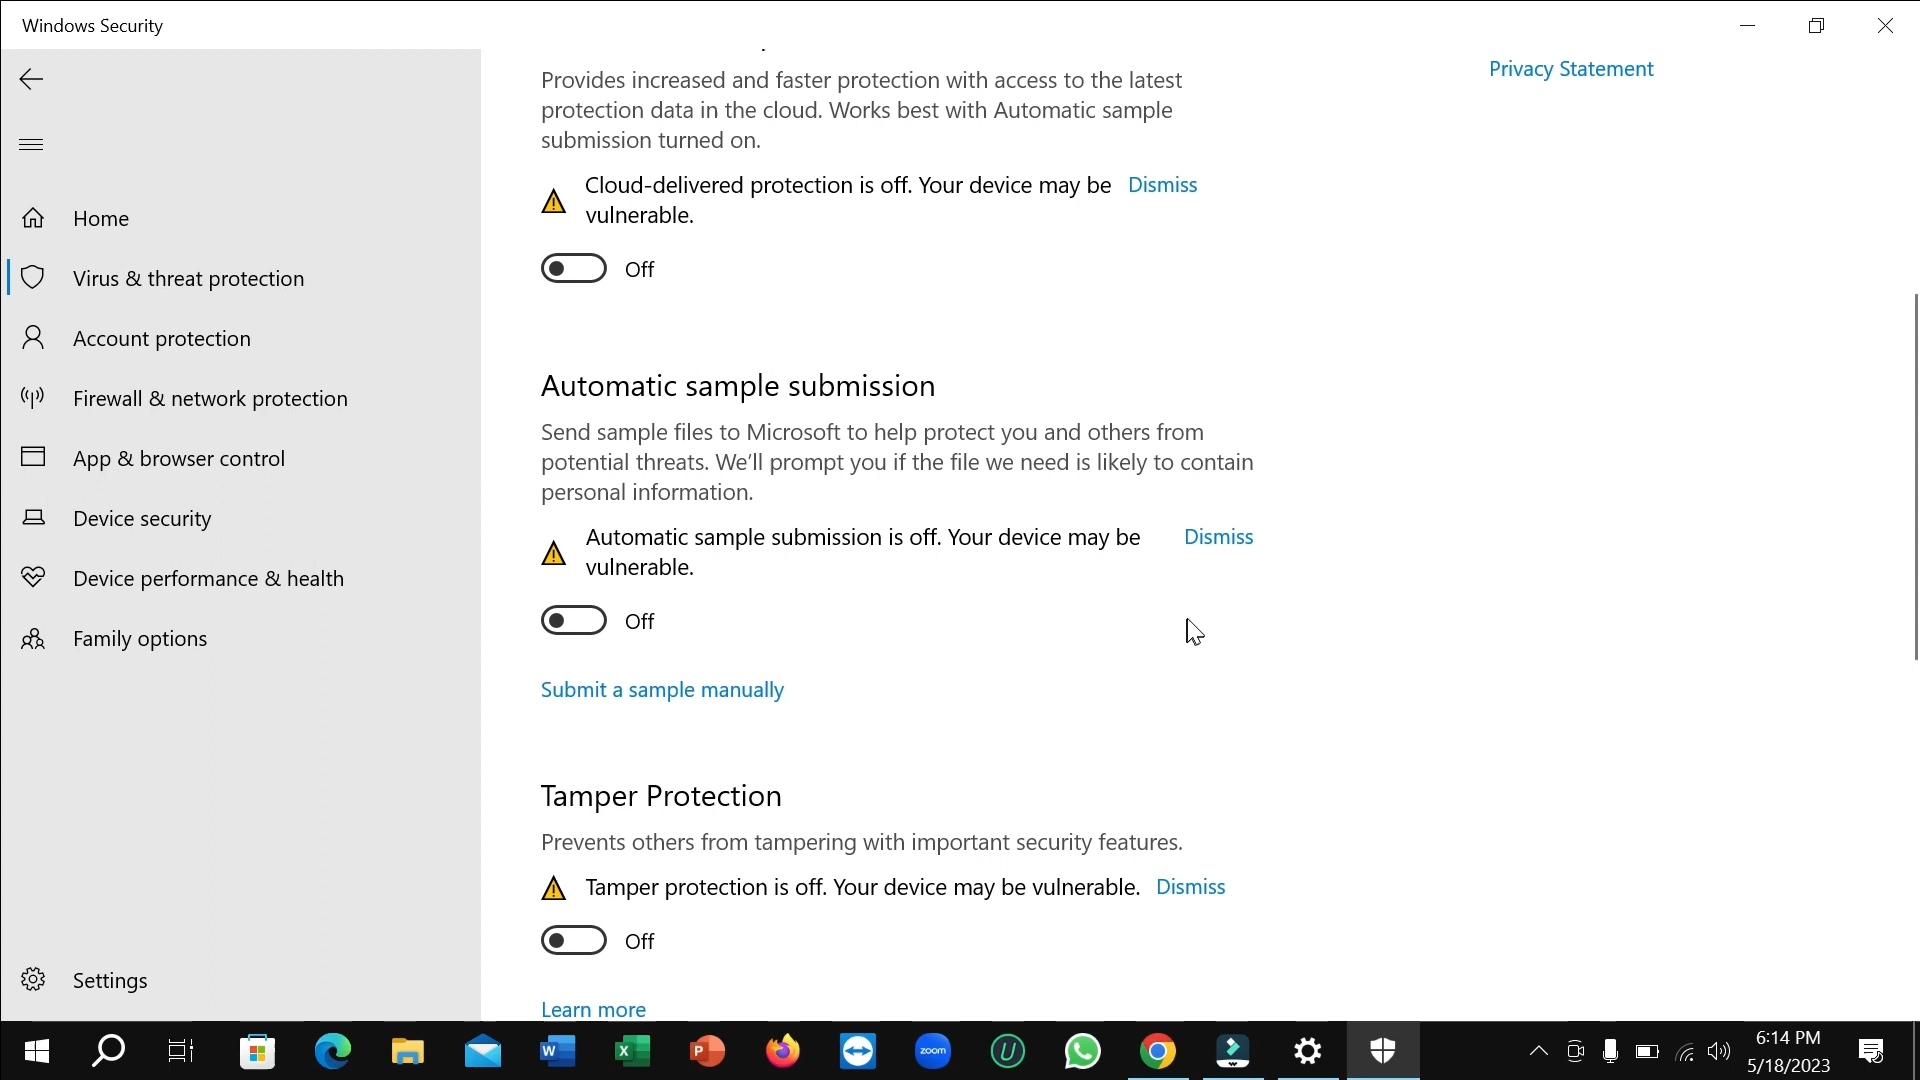 Windows Security
Privacy Statement
Provides increased and faster protection with access to the latest
protection data in the cloud. Works best with Automatic sample
submission turned on.
Cloud-delivered protection is off. Your device may be Dismiss
vulnerable.
Off
Home
Virus & threat protection
Account protection
Firewall & network protection
App & browser control
Device security
Device performance & health
Family options
Settings
Automatic sample submission
Send sample files to Microsoft to help protect you and others from
potential threats. We’ll prompt you if the file we need is likely to contain
personal information.
Automatic sample submission is off. Your device may be Dismiss
vulnerable.
Off
Submit a sample manually
Tamper Protection
Prevents others from tampering with important security features.
Tamper protection is off. Your device may be vulnerable. Dismiss
Off
Learn more
W
X
P
zoom
U
6:14 PM
5/18/2023